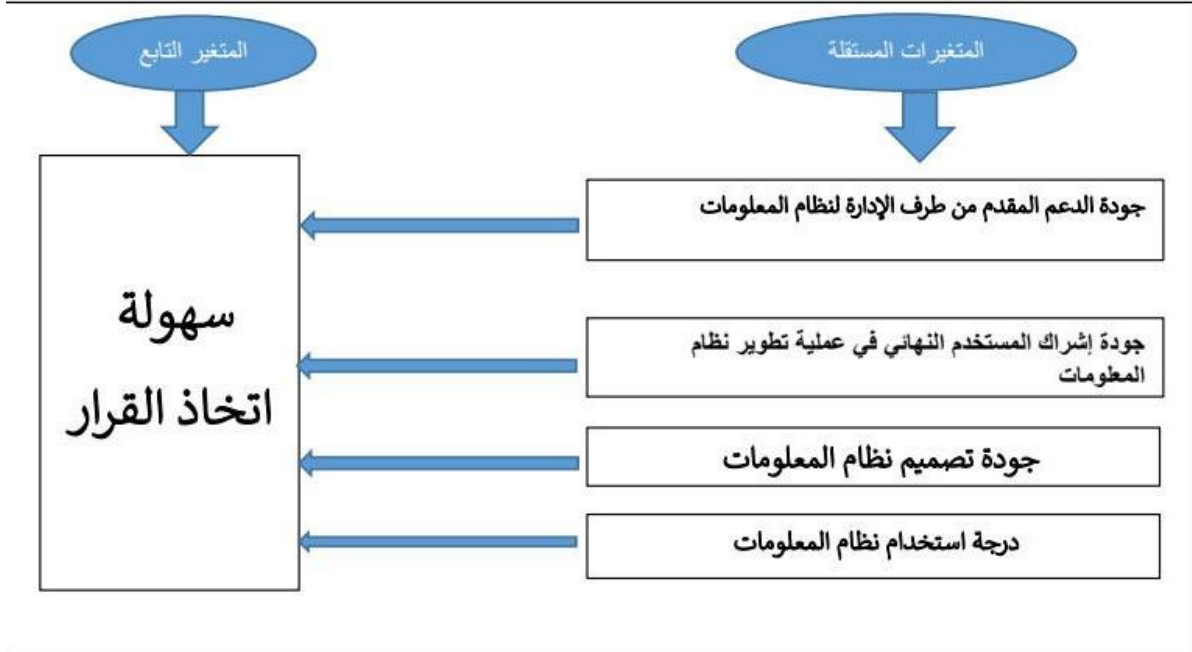 المتغيرات المستقلة
المتغير التابع
جودة الدعم المقدم من طرف الإدارة لنظام المعلومات
جودة إشراك المستخدم النهائي في عملية تطوير نظام
المعلومات
جودة تصميم نظام المعلومات
درجة استخدام نظام المعلومات
سهولة
اتخاذ القرار